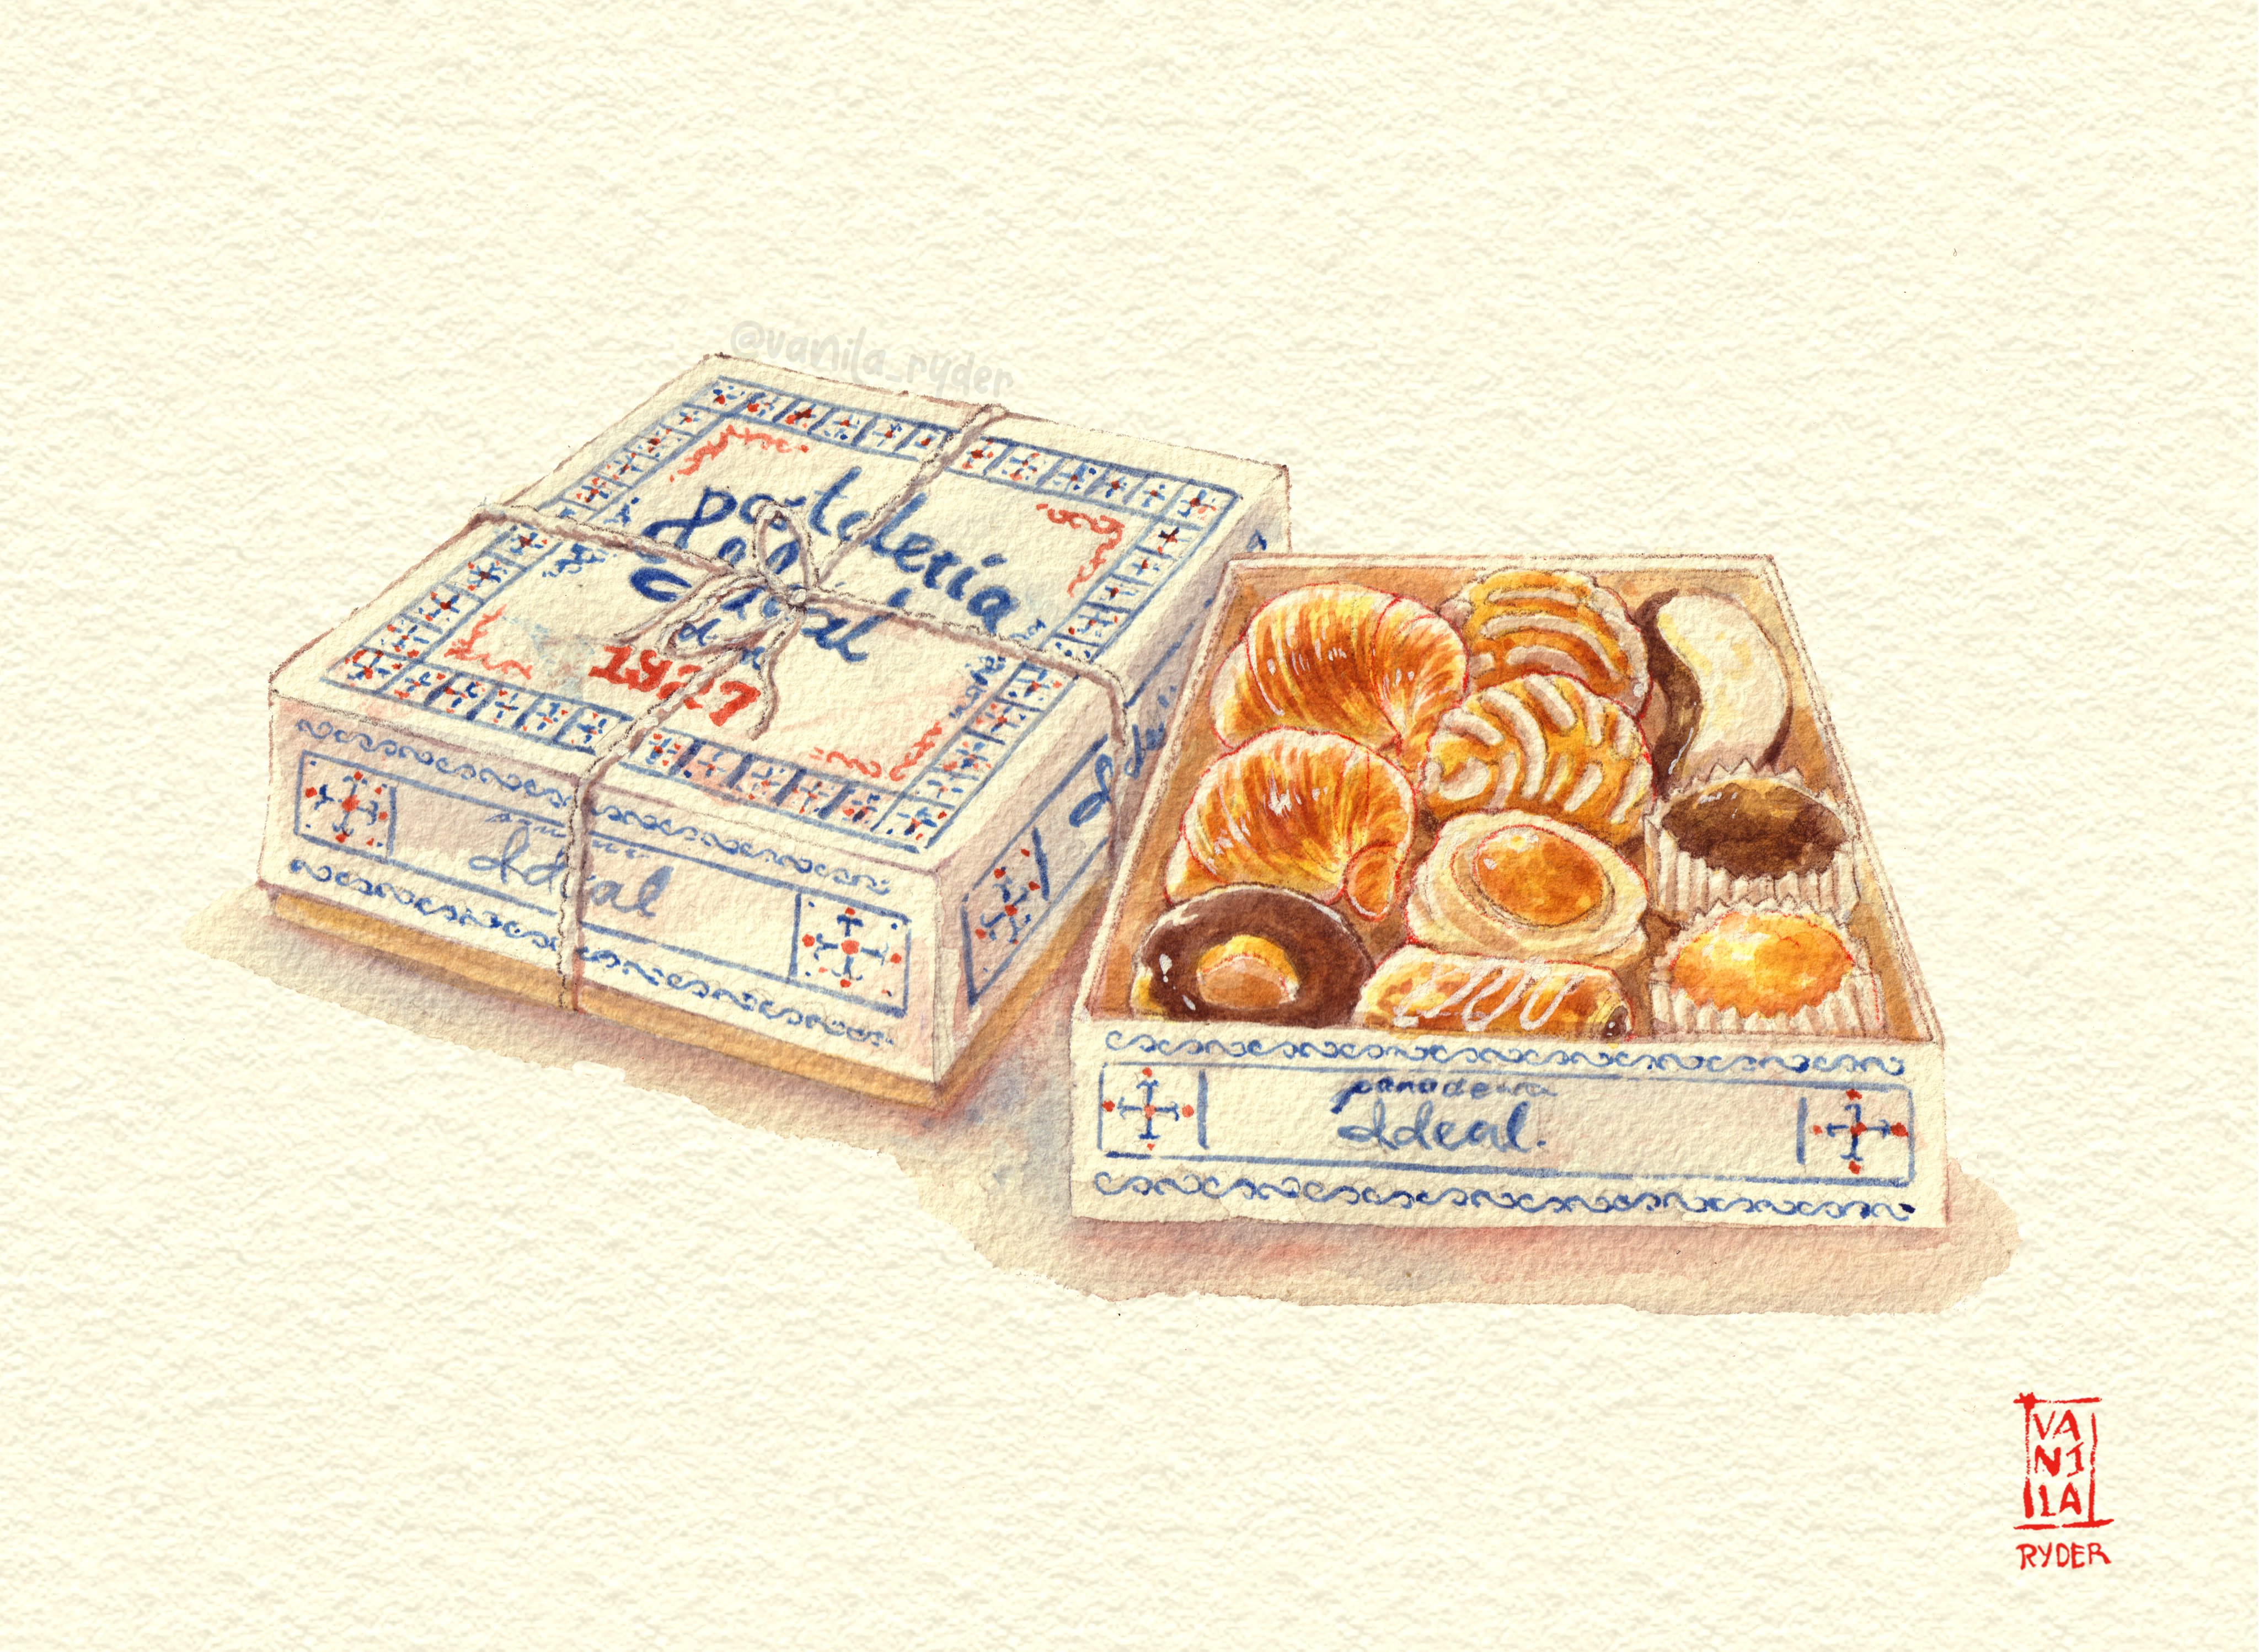 @vanila_ryder
pastelería
Ideal
1927
Ideal
panadería
Ideal.
VA
NI
LA
RYDER